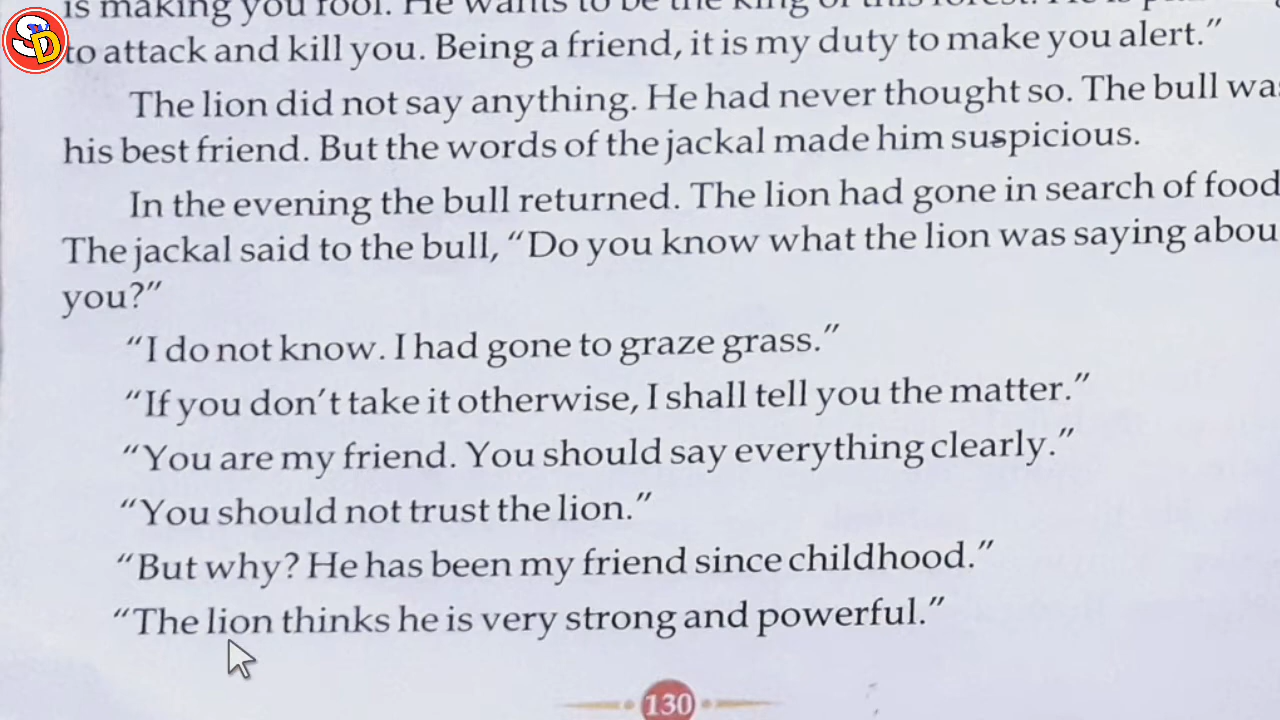 SD
is making you fool. He wants to be the king of this forest. He is
to attack and kill you. Being a friend, it is my duty to make you alert.”
The lion did not say anything. He had never thought so. The bull was
his best friend. But the words of the jackal made him suspicious.
In the evening the bull returned. The lion had gone in search of food
The jackal said to the bull, “Do you know what the lion was saying abou
you?”
“I do not know. I had gone to graze grass.”
“If you don’t take it otherwise, I shall tell you the matter.”
“You are my friend. You should say everything clearly.”
“You should not trust the lion.”
“But why? He has been my friend since childhood.”
“The lion thinks he is very strong and powerful.”
130